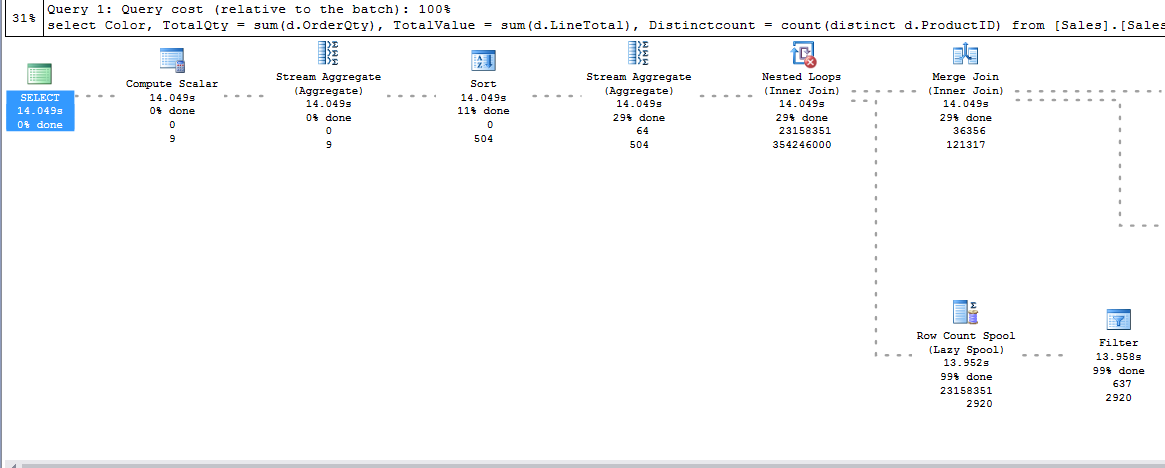 31%
Query 1: Query cost (relative to the batch): 100%
select Color, TotalQty = sum(d.OrderQty), TotalValue = sum(d.LineTotal), Distinctcount = count(distinct d.ProductID) from [Sales].[Sales
SELECT
14.049s
0% done
Compute Scalar
14.049s
0% done
0
9
Stream Aggregate
(Aggregate)
14.049s
0% done
0
9
Sort
14.049s
11% done
0
504
Stream Aggregate
(Aggregate)
14.049s
29% done
64
504
Nested Loops
(Inner Join)
14.049s
29% done
23158351
354246000
Merge Join
(Inner Join)
14.049s
29% done
36356
121317
Row Count Spool
(Lazy Spool)
13.952s
99% done
23158351
2920
Filter
13.958s
99% done
637
2920